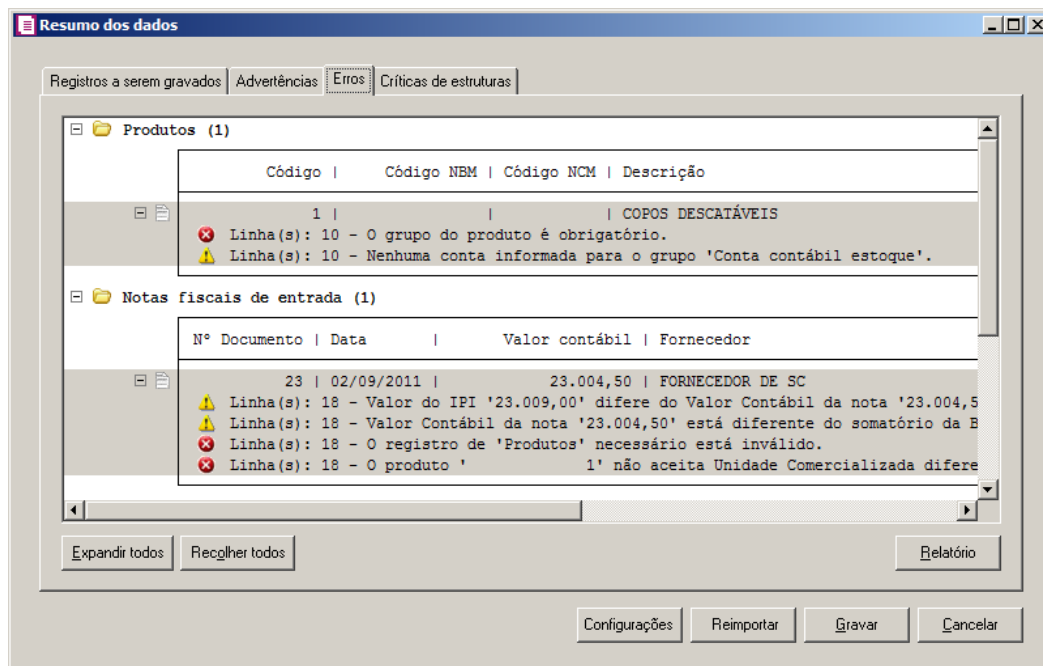 Resumo dos dados
Registros a serem gravados Advertências Erros Críticas de estruturas
Produtos (1)
Código | Código NBM | Código NCM | Descrição
1 | | | COPOS DESCATÁVEIS
Linha(s): 10 - O grupo do produto é obrigatório.
Linha(s): 10 - Nenhuma conta informada para o grupo 'Conta contábil estoque'.
Notas fiscais de entrada (1)
Nº Documento | Data | Valor contábil | Fornecedor
23 | 02/09/2011 | 23.004,50 | FORNECEDOR DE SC
Linha(s): 18 - Valor do IPI '23.009,00' difere do Valor Contábil da nota '23.004,5
Linha(s): 18 - Valor Contábil da nota '23.004,50' está diferente do somatório da B
Linha(s): 18 - O registro de 'Produtos' necessário está inválido.
Linha(s): 18 - O produto ' 1' não aceita Unidade Comercializada difere
Expandir todos Recolher todos Relatório
Configurações Reimportar Gravar Cancelar